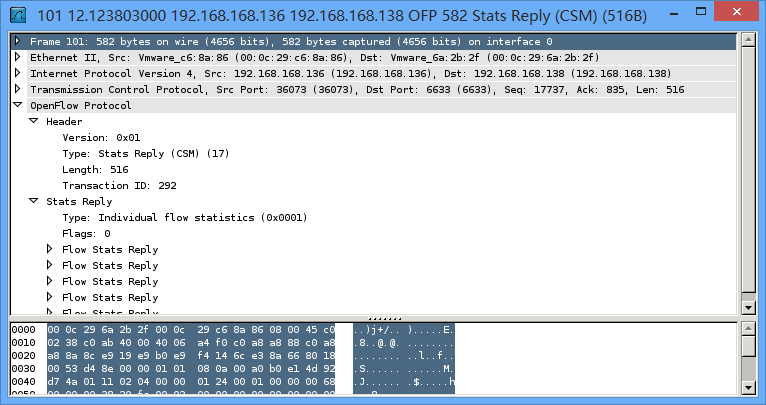 101 12.123803000 192.168.168.136 192.168.168.138 OFP 582 Stats Reply (CSM) (516B)
Frame 101: 582 bytes on wire (4656 bits), 582 bytes captured (4656 bits) on interface 0
Ethernet II, Src: Vmware_c6:8a:86 (00:0c:29:c6:8a:86), Dst: Vmware_6a:2b:2f (00:0c:29:6a:2b:2f)
Internet Protocol Version 4, Src: 192.168.168.136 (192.168.168.136), Dst: 192.168.168.138 (192.168.168.138)
Transmission Control Protocol, Src Port: 36073 (36073), Dst Port: 6633 (6633), Seq: 17737, Ack: 835, Len: 516
OpenFlow Protocol
Header
Version: 0x01
Type: Stats Reply (CSM) (17)
Length: 516
Transaction ID: 292
Stats Reply
Type: Individual flow statistics (0x0001)
Flags: 0
Flow Stats Reply
Flow Stats Reply
Flow Stats Reply
Flow Stats Reply
0000 00 0c 29 6a 2b 2f 00 0c 29 c6 8a 86 08 00 45 c0 ..)j+/.. ).....E.
0010 02 38 c0 ab 40 00 40 06 a4 f0 c0 a8 a8 88 c0 a8 .8..@.@. ........
0020 a8 8a 8c e9 19 e9 b0 e9 f4 14 6c e3 8a 66 80 18 ........ ..l..f..
0030 00 53 d4 8e 00 00 01 01 08 0a 00 a0 b0 e1 4d 92 .S...... ......M.
0040 d7 4a 01 11 02 04 00 00 01 24 00 01 00 00 00 68 .J...... .$.....h